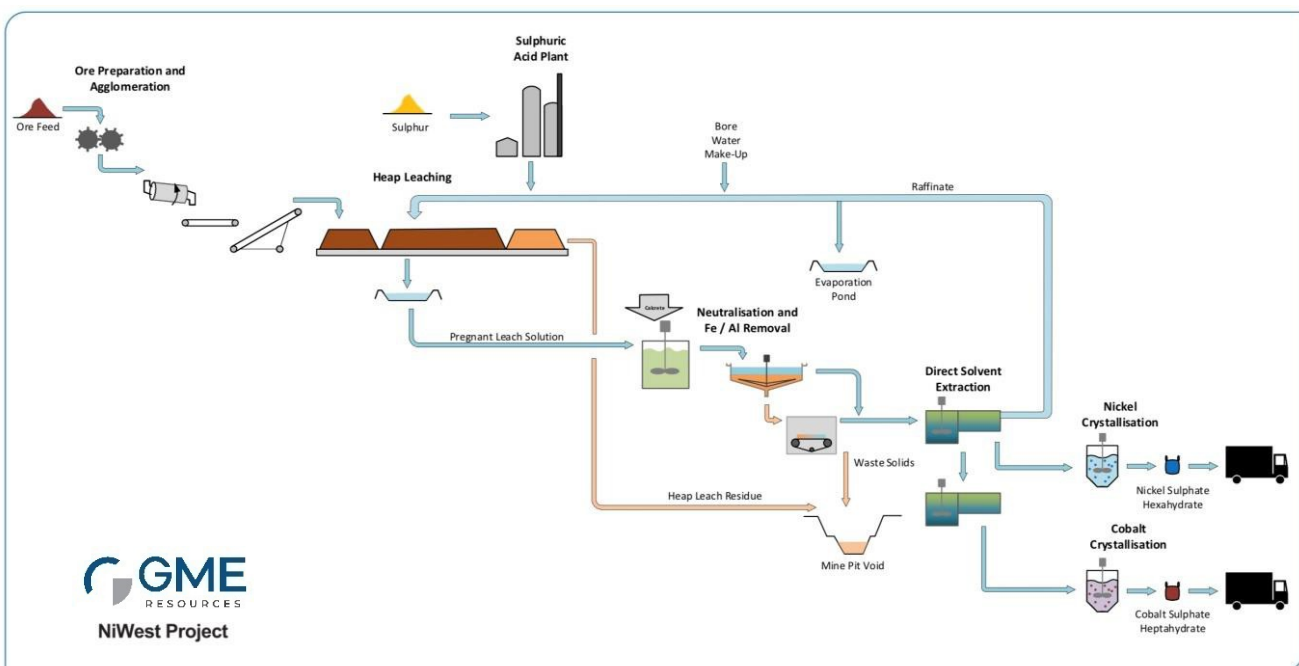 Sulphuric
Acid Plant
Ore Preparation and
Agglomeration
Ore Feed
Sulphur
Bore
Water
Make-Up
Heap Leaching
Raffinate
Evaporation
Pond
Calcrete
Neutralisation and
Fe / Al Removal
Pregnant Leach Solution
Direct Solvent
Extraction
Nickel
Crystallisation
Waste Solids
Heap Leach Residue
Nickel Sulphate
Hexahydrate
Mine Pit Void
Cobalt
Crystallisation
Cobalt Sulphate
Heptahydrate
GME
RESOURCES
NiWest Project